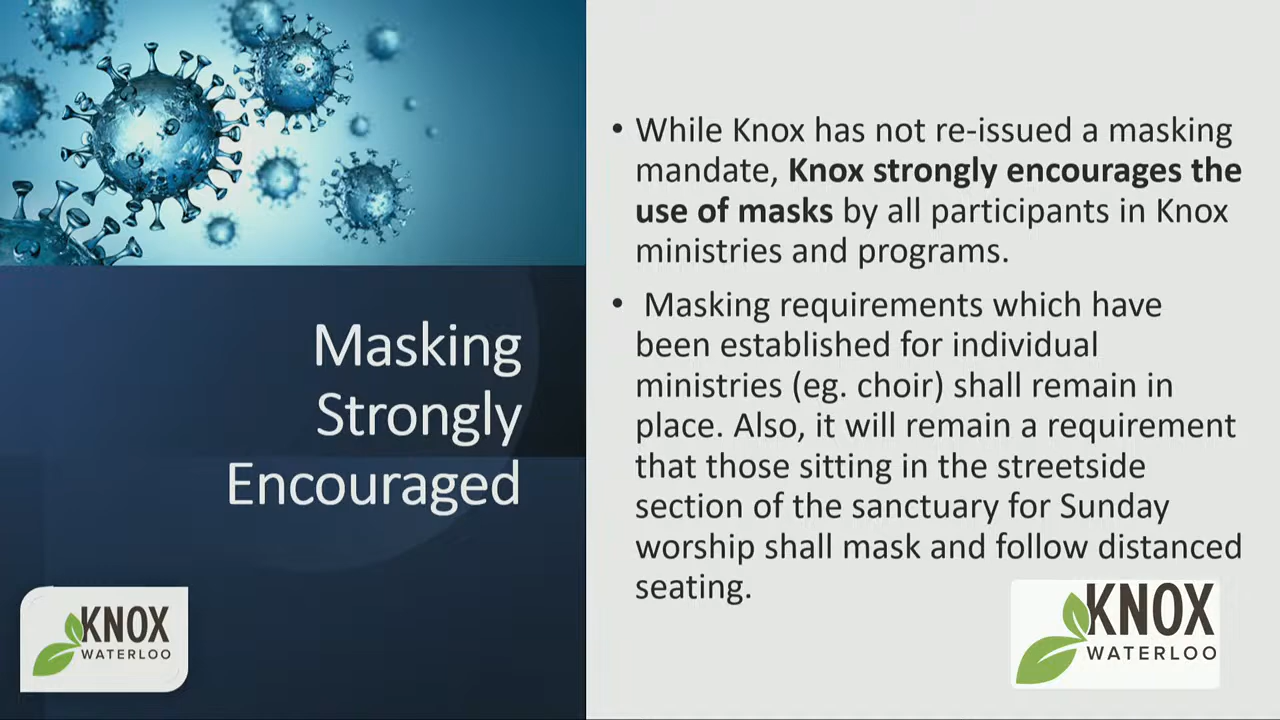 Masking
Strongly
Encouraged
KNOX
WATERLOO
• While Knox has not re-issued a masking
mandate, Knox strongly encourages the
use of masks by all participants in Knox
ministries and programs.
• Masking requirements which have
been established for individual
ministries (eg. choir) shall remain in
place. Also, it will remain a requirement
that those sitting in the streetside
section of the sanctuary for Sunday
worship shall mask and follow distanced
seating.
KNOX
WATERLOO